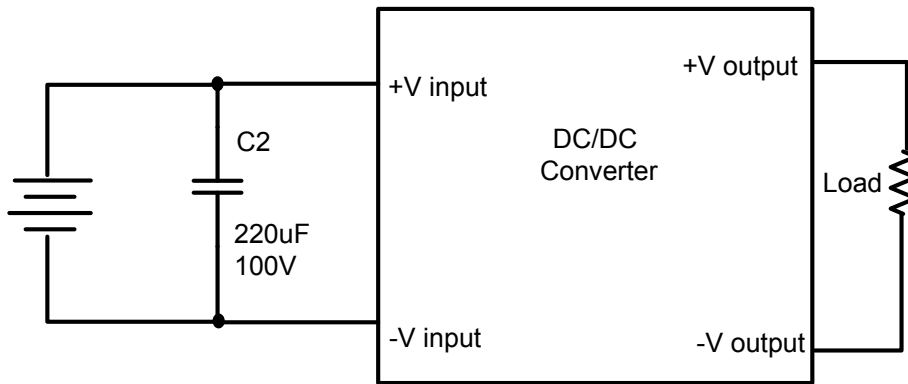 +V input
C2
220uF
100V
-V input
DC/DC
Converter
+V output
Load
-V output